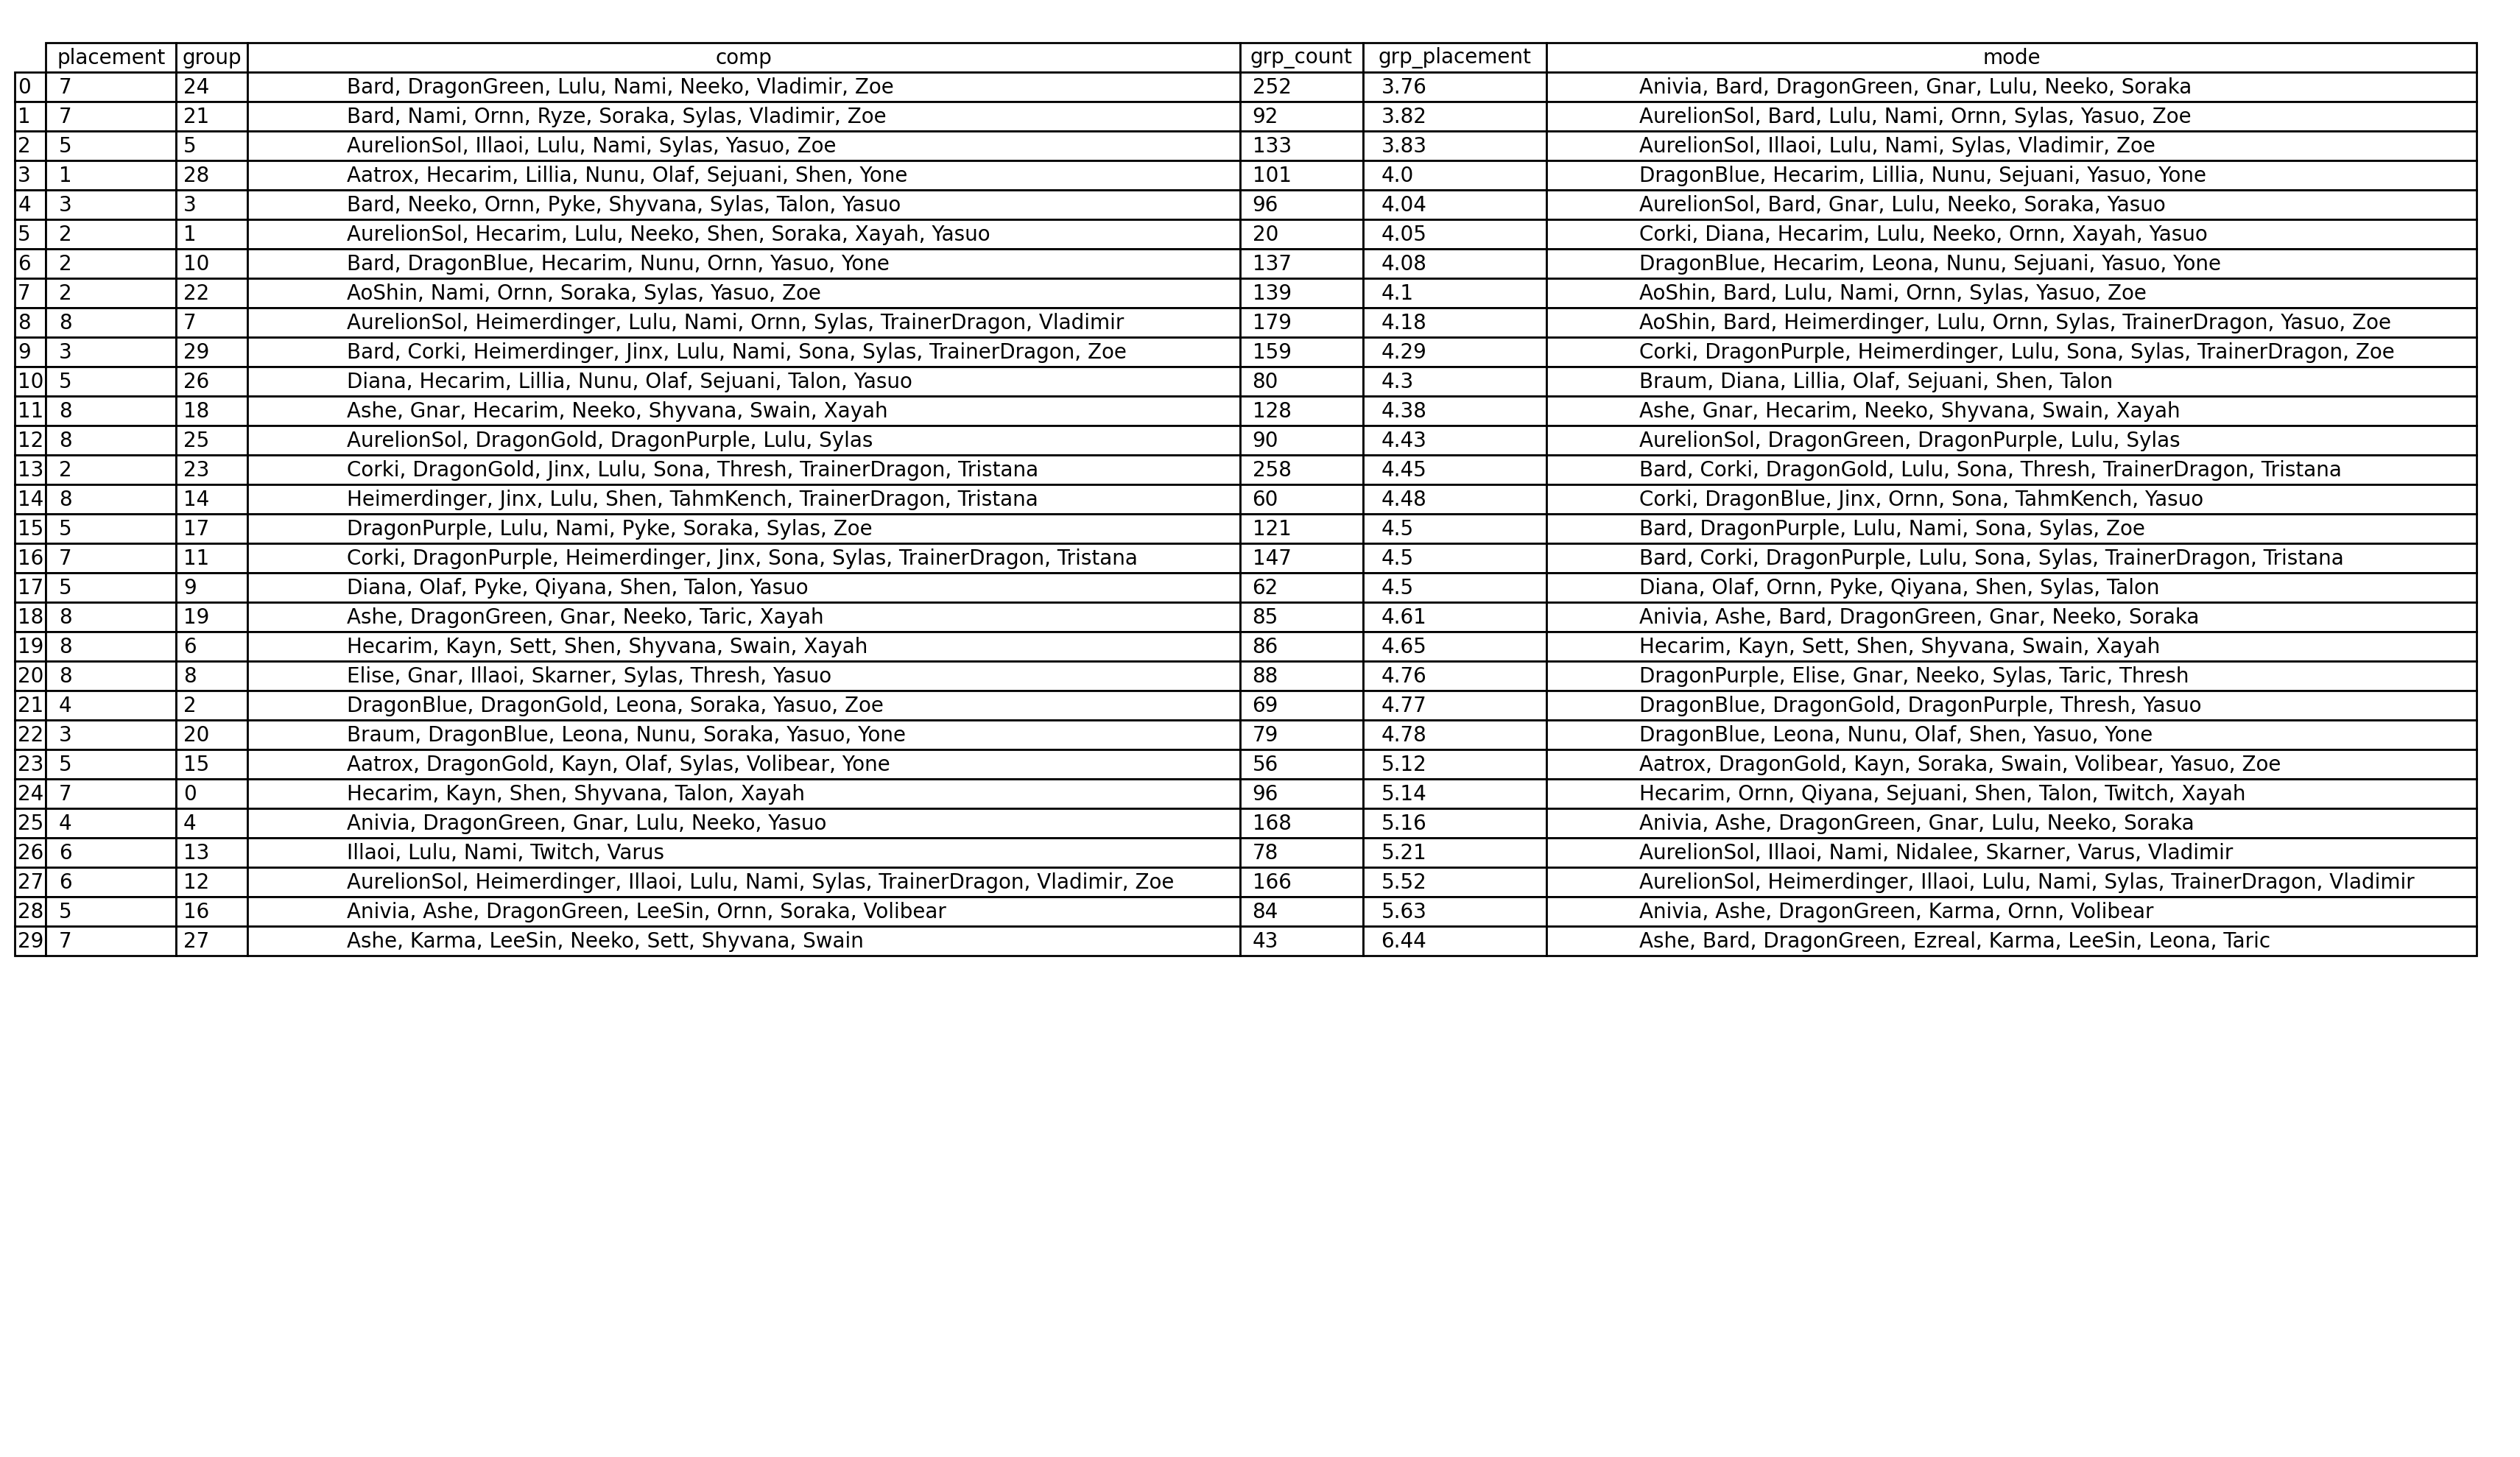 placement group comp grp_count grp_placement mode
0 7 24 Bard, DragonGreen, Lulu, Nami, Neeko, Vladimir, Zoe 252 3.76 Anivia, Bard, DragonGreen, Gnar, Lulu, Neeko, Soraka
1 7 21 Bard, Nami, Ornn, Ryze, Soraka, Sylas, Vladimir, Zoe 92 3.82 AurelionSol, Bard, Lulu, Nami, Ornn, Sylas, Yasuo, Zoe
2 5 5 AurelionSol, Illaoi, Lulu, Nami, Sylas, Yasuo, Zoe 133 3.83 AurelionSol, Illaoi, Lulu, Nami, Sylas, Vladimir, Zoe
3 1 28 Aatrox, Hecarim, Lillia, Nunu, Olaf, Sejuani, Shen, Yone 101 4.0 DragonBlue, Hecarim, Lillia, Nunu, Sejuani, Yasuo, Yone
4 3 3 Bard, Neeko, Ornn, Pyke, Shyvana, Sylas, Talon, Yasuo 96 4.04 AurelionSol, Bard, Gnar, Lulu, Neeko, Soraka, Yasuo
5 2 1 AurelionSol, Hecarim, Lulu, Neeko, Shen, Soraka, Xayah, Yasuo 20 4.05 Corki, Diana, Hecarim, Lulu, Neeko, Ornn, Xayah, Yasuo
6 2 10 Bard, DragonBlue, Hecarim, Nunu, Ornn, Yasuo, Yone 137 4.08 DragonBlue, Hecarim, Leona, Nunu, Sejuani, Yasuo, Yone
7 2 22 AoShin, Nami, Ornn, Soraka, Sylas, Yasuo, Zoe 139 4.1 AoShin, Bard, Lulu, Nami, Ornn, Sylas, Yasuo, Zoe
8 8 7 AurelionSol, Heimerdinger, Lulu, Nami, Ornn, Sylas, TrainerDragon, Vladimir 179 4.18 AoShin, Bard, Heimerdinger, Lulu, Ornn, Sylas, TrainerDragon, Yasuo, Zoe
9 3 29 Bard, Corki, Heimerdinger, Jinx, Lulu, Nami, Sona, Sylas, TrainerDragon, Zoe 159 4.29 Corki, DragonPurple, Heimerdinger, Lulu, Sona, Sylas, TrainerDragon, Zoe
10 5 26 Diana, Hecarim, Lillia, Nunu, Olaf, Sejuani, Talon, Yasuo 80 4.3 Braum, Diana, Lillia, Olaf, Sejuani, Shen, Talon
11 8 18 Ashe, Gnar, Hecarim, Neeko, Shyvana, Swain, Xayah 128 4.38 Ashe, Gnar, Hecarim, Neeko, Shyvana, Swain, Xayah
12 8 25 AurelionSol, DragonGold, DragonPurple, Lulu, Sylas 90 4.43 AurelionSol, DragonGreen, DragonPurple, Lulu, Sylas
13 2 23 Corki, DragonGold, Jinx, Lulu, Sona, Thresh, TrainerDragon, Tristana 258 4.45 Bard, Corki, DragonGold, Lulu, Sona, Thresh, TrainerDragon, Tristana
14 8 14 Heimerdinger, Jinx, Lulu, Shen, TahmKench, TrainerDragon, Tristana 60 4.48 Corki, DragonBlue, Jinx, Ornn, Sona, TahmKench, Yasuo
15 5 17 DragonPurple, Lulu, Nami, Pyke, Soraka, Sylas, Zoe 121 4.5 Bard, DragonPurple, Lulu, Nami, Sona, Sylas, Zoe
16 7 11 Corki, DragonPurple, Heimerdinger, Jinx, Sona, Sylas, TrainerDragon, Tristana 147 4.5 Bard, Corki, DragonPurple, Lulu, Sona, Sylas, TrainerDragon, Tristana
17 5 9 Diana, Olaf, Pyke, Qiyana, Shen, Talon, Yasuo 62 4.5 Diana, Olaf, Ornn, Pyke, Qiyana, Shen, Sylas, Talon
18 8 19 Ashe, DragonGreen, Gnar, Neeko, Taric, Xayah 85 4.61 Anivia, Ashe, Bard, DragonGreen, Gnar, Neeko, Soraka
19 8 6 Hecarim, Kayn, Sett, Shen, Shyvana, Swain, Xayah 86 4.65 Hecarim, Kayn, Sett, Shen, Shyvana, Swain, Xayah
20 8 8 Elise, Gnar, Illaoi, Skarner, Sylas, Thresh, Yasuo 88 4.76 DragonPurple, Elise, Gnar, Neeko, Sylas, Taric, Thresh
21 4 2 DragonBlue, DragonGold, Leona, Soraka, Yasuo, Zoe 69 4.77 DragonBlue, DragonGold, DragonPurple, Thresh, Yasuo
22 3 20 Braum, DragonBlue, Leona, Nunu, Soraka, Yasuo, Yone 79 4.78 DragonBlue, Leona, Nunu, Olaf, Shen, Yasuo, Yone
23 5 15 Aatrox, DragonGold, Kayn, Olaf, Sylas, Volibear, Yone 56 5.12 Aatrox, DragonGold, Kayn, Soraka, Swain, Volibear, Yasuo, Zoe
24 7 0 Hecarim, Kayn, Shen, Shyvana, Talon, Xayah 96 5.14 Hecarim, Ornn, Qiyana, Sejuani, Shen, Talon, Twitch, Xayah
25 4 4 Anivia, DragonGreen, Gnar, Lulu, Neeko, Yasuo 168 5.16 Anivia, Ashe, DragonGreen, Gnar, Lulu, Neeko, Soraka
26 6 13 Illaoi, Lulu, Nami, Twitch, Varus 78 5.21 AurelionSol, Illaoi, Nami, Nidalee, Skarner, Varus, Vladimir
27 6 12 AurelionSol, Heimerdinger, Illaoi, Lulu, Nami, Sylas, TrainerDragon, Vladimir, Zoe 166 5.52 AurelionSol, Heimerdinger, Illaoi, Lulu, Nami, Sylas, TrainerDragon, Vladimir
28 5 16 Anivia, Ashe, DragonGreen, LeeSin, Ornn, Soraka, Volibear 84 5.63 Anivia, Ashe, DragonGreen, Karma, Ornn, Volibear
29 7 27 Ashe, Karma, LeeSin, Neeko, Sett, Shyvana, Swain 43 6.44 Ashe, Bard, DragonGreen, Ezreal, Karma, LeeSin, Leona, Taric